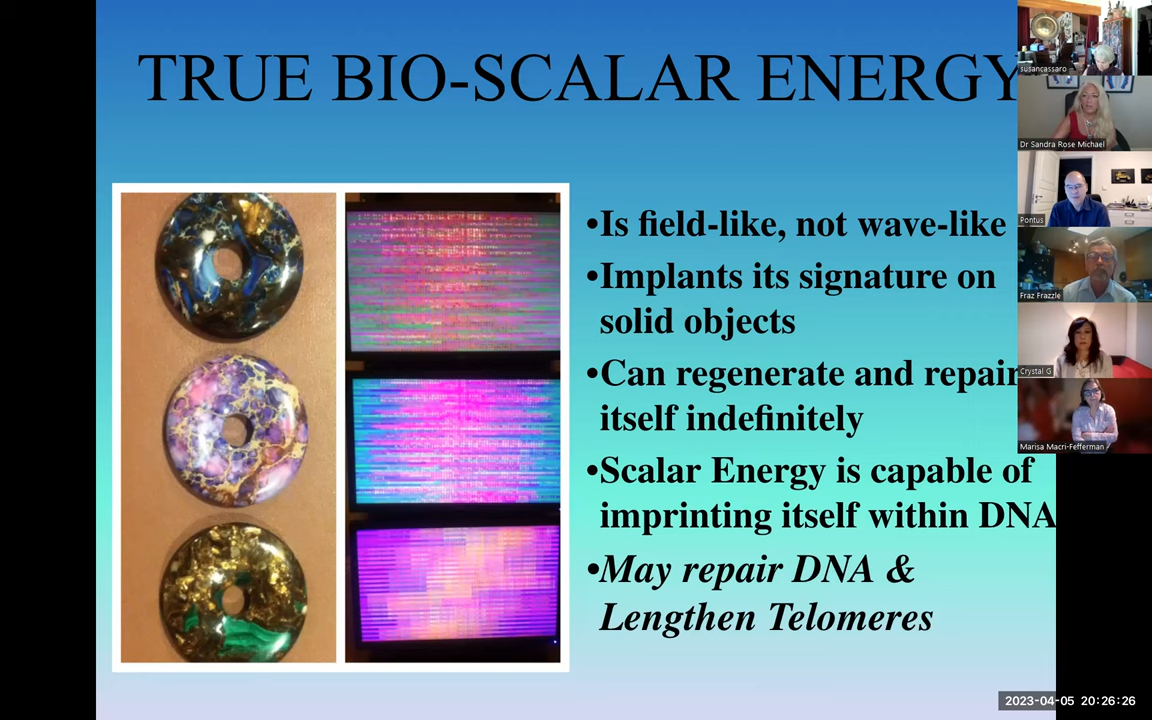 TRUE BIO-SCALAR ENERGY
•Is field-like, not wave-like
•Implants its signature on
solid objects
•Can regenerate and repair
itself indefinitely
•Scalar Energy is capable of
imprinting itself within DNA
•May repair DNA &
Lengthen Telomeres
susancassaro
Dr Sandra Rose Michael
Pontus
Fraz Frazzle
Crystal G
Marisa Macri-Fefferman
2023-04-05 20:26:26